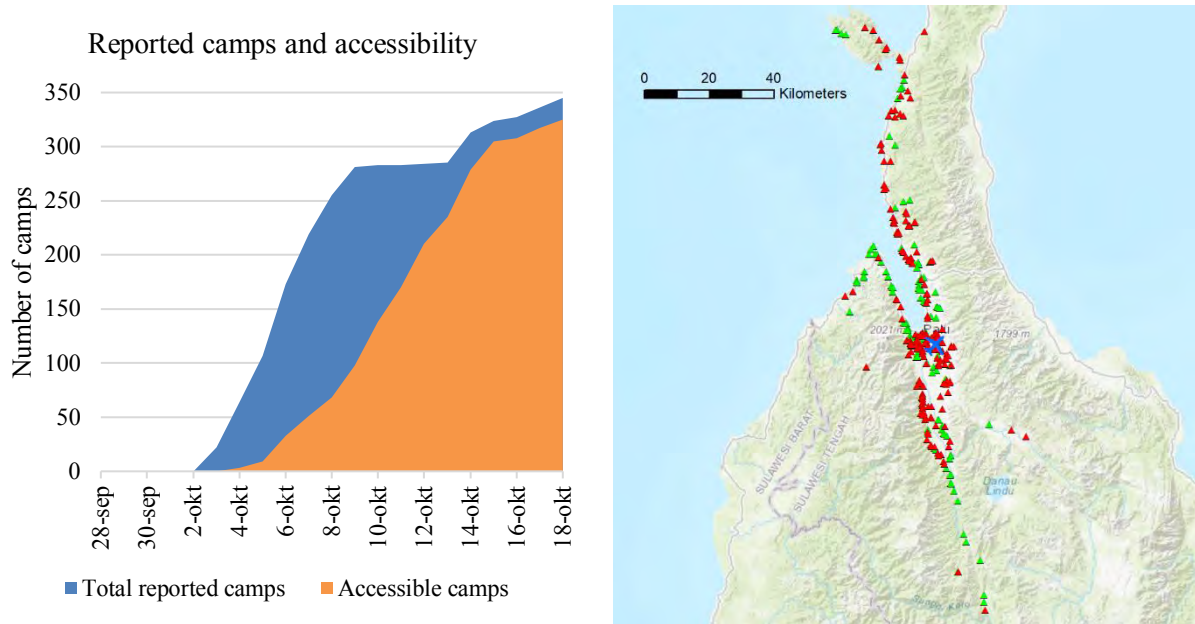 Reported camps and accessibility
Number of camps
350
300
250
200
150
100
50
0
28-sep
30-sep
2-okt
4-okt
6-okt
8-okt
10-okt
12-okt
14-okt
16-okt
18-okt
Total reported camps
Accessible camps
0 20 40
Kilometers
2021 m
Palu
1799 m
SULAWESI BARAT
SULAWESI TENGAH
Danau
Lindu